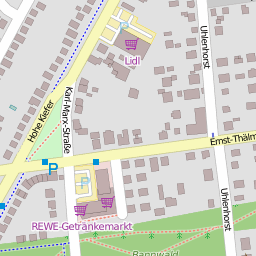 Uhlenhorst
Lidl
Hohe Kiefer
Karl-Marx-Straße
Ernst-Thälm
P
Uhlenhorst
REWE-Getränkemarkt
Bannwald